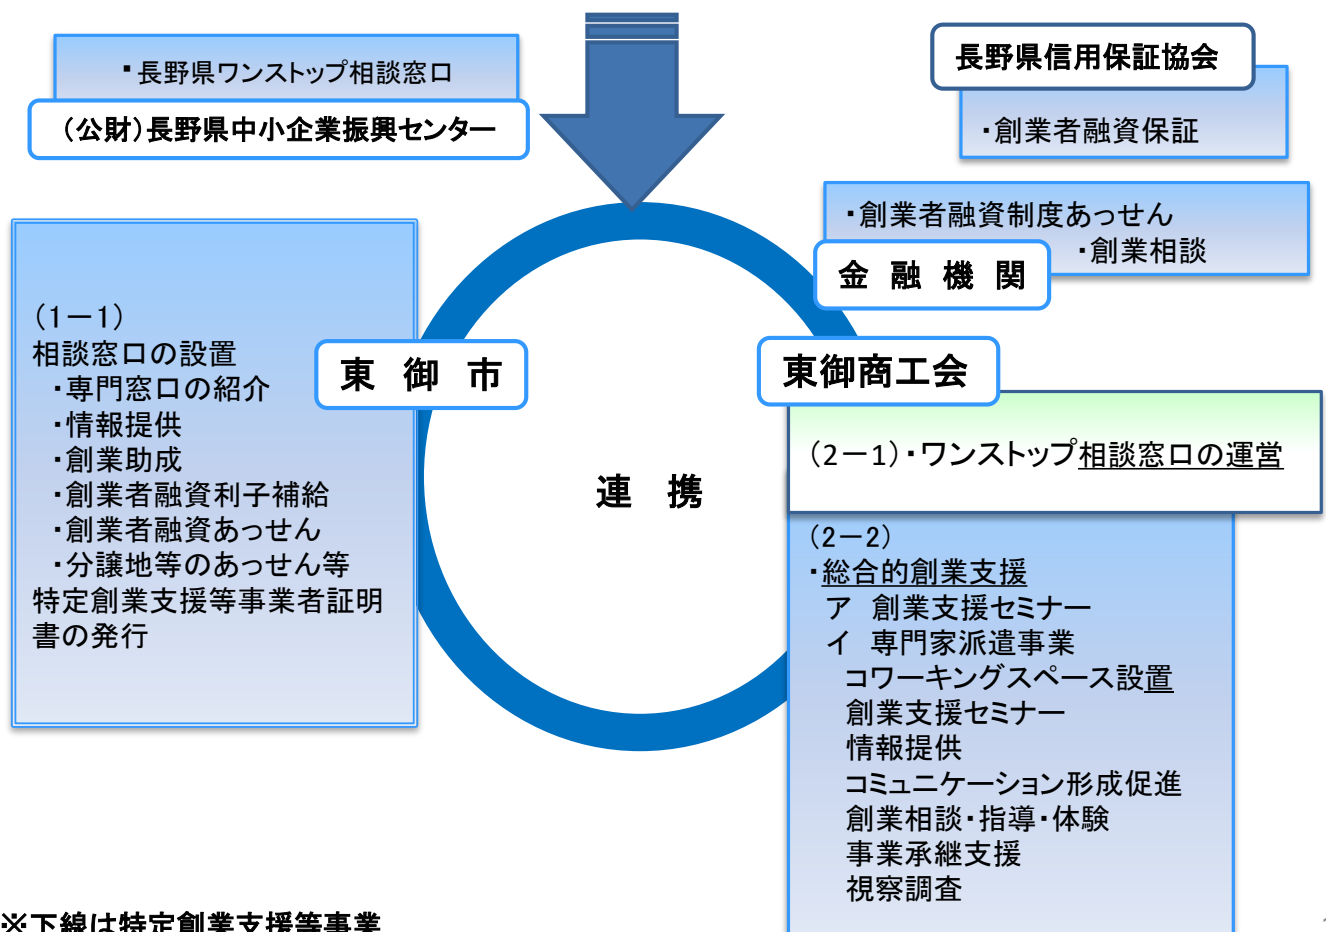 ・長野県ワンストップ相談窓口
（公財）長野県中小企業振興センター
長野県信用保証協会
・創業者融資保証
・創業者融資制度あっせん
・創業相談
金 融 機 関
（1－1）
相談窓口の設置
・専門窓口の紹介
・情報提供
・創業助成
・創業者融資利子補給
・創業者融資あっせん
・分譲地等のあっせん等
特定創業支援等事業者証明
書の発行
東 御 市
東御商工会
連 携
（2－1）・ワンストップ相談窓口の運営
（2－2）
・総合的創業支援
ア 創業支援セミナー
イ 専門家派遣事業
コワーキングスペース設置
創業支援セミナー
情報提供
コミュニケーション形成促進
創業相談・指導・体験
事業承継支援
視察調査
※下線は特定創業支援等事業